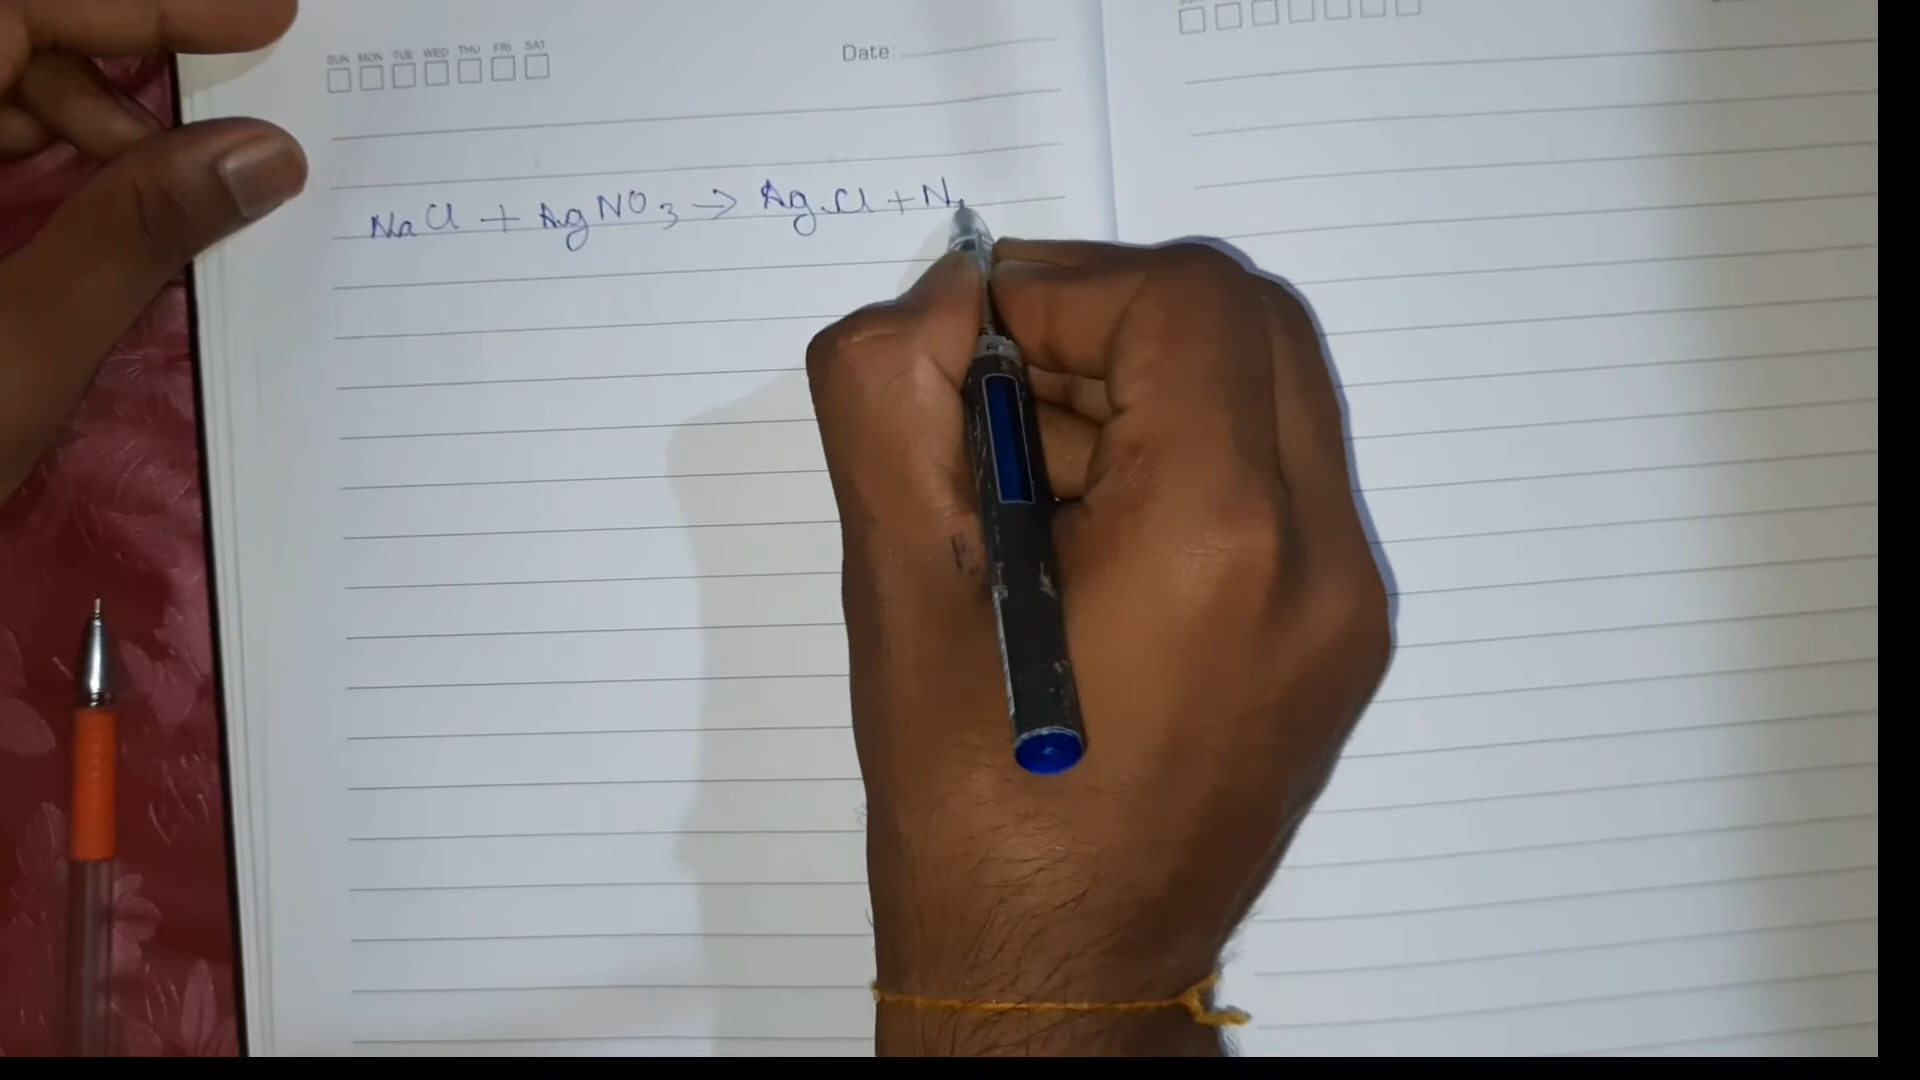 SUN MON TUE WED THU FRI SAT
Date:
NaCl + AgNO3 → AgCl + N